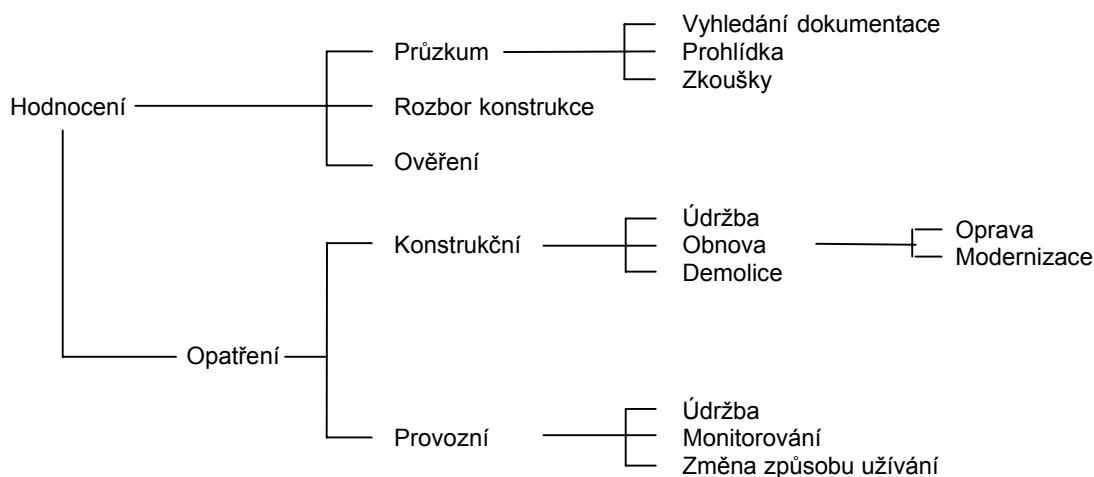 Vyhledání dokumentace
Průzkum
Prohlídka
Zkoušky
Hodnocení
Rozbor konstrukce
Ověření
Údržba
Konstrukční
Obnova
Oprava
Modernizace
Demolice
Opatření
Údržba
Provozní
Monitorování
Změna způsobu užívání